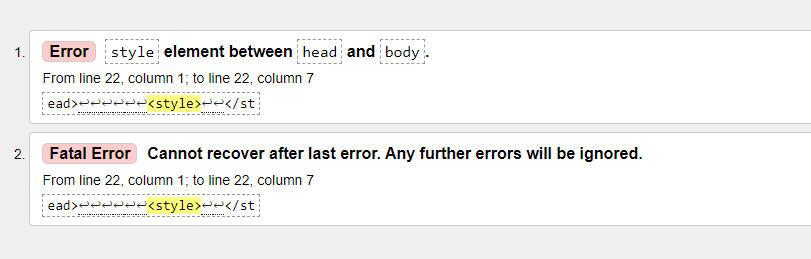 1. Error style element between head and body.
From line 22, column 1; to line 22, column 7
ead>↩↩↩↩↩↩<style>↩↩</st
2. Fatal Error Cannot recover after last error. Any further errors will be ignored.
From line 22, column 1; to line 22, column 7
ead>↩↩↩↩↩↩<style>↩↩</st